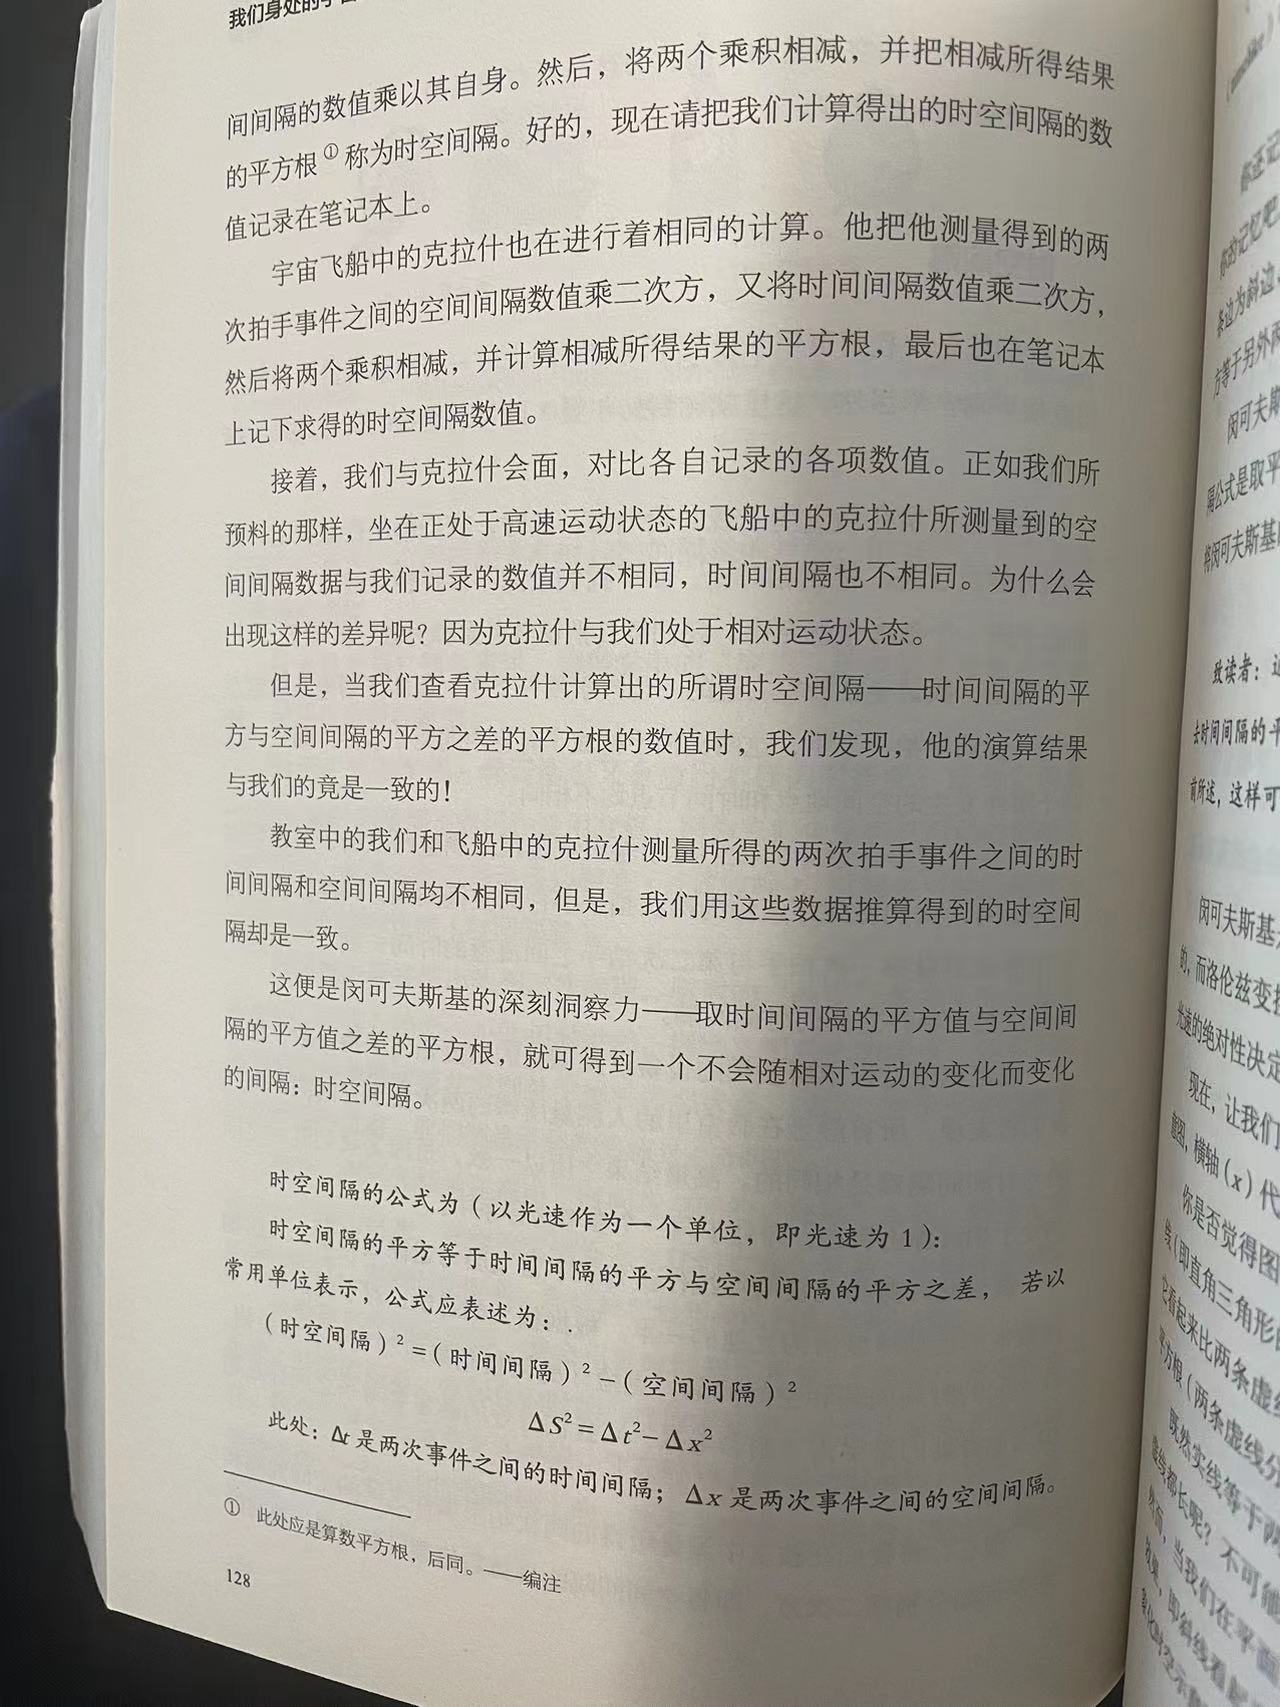 我们身处的宇宙
间间隔的数值乘以其自身。然后，将两个乘积相减，并把相减所得结果
的平方根①称为时空间隔。好的，现在请把我们计算得出的时空间隔的数
值记录在笔记本上。
宇宙飞船中的克拉什也在进行着相同的计算。他把他测量得到的两
次拍手事件之间的空间间隔数值乘二次方，又将时间间隔数值乘二次方，
然后将两个乘积相减，并计算相减所得结果的平方根，最后也在笔记本
上记下求得的时空间隔数值。
接着，我们与克拉什会面，对比各自记录的各项数值。正如我们所
预料的那样，坐在正处于高速运动状态的飞船中的克拉什所测量到的空
间间隔数据与我们记录的数值并不相同，时间间隔也不相同。为什么会
出现这样的差异呢？因为克拉什与我们处于相对运动状态。
但是，当我们查看克拉什计算出的所谓时空间隔——时间间隔的平
方与空间间隔的平方之差的平方根的数值时，我们发现，他的演算结果
与我们的竟是一致的！
教室中的我们和飞船中的克拉什测量所得的两次拍手事件之间的时
间间隔和空间间隔均不相同，但是，我们用这些数据推算得到的时空间
隔却是一致。
这便是闵可夫斯基的深刻洞察力——取时间间隔的平方值与空间间
隔的平方值之差的平方根，就可得到一个不会随相对运动的变化而变化
的间隔：时空间隔。
时空间隔的公式为（以光速作为一个单位，即光速为1）：
时空间隔的平方等于时间间隔的平方与空间间隔的平方之差， 若以
常用单位表示，公式应表述为：.
（时空间隔）²=（时间间隔）²−（空间间隔）²
ΔS²=Δt²−Δx²
此处：Δt是两次事件之间的时间间隔；Δx是两次事件之间的空间间隔。
① 此处应是算数平方根，后同。——编注
128
你还记
你的记忆吧
条边为斜边，
方等于另外两
闵可夫斯
隔公式是取平
将闵可夫斯基
致读者：
去时间间隔的平
前所述，这样可
闵可夫斯基
的，而洛伦兹变换
光速的绝对性决定
现在，让我们
意图，横轴（x）代
你是否觉得图
线（即直角三角形的
它看起来比两条虚线
平方根（两条虚线分
既然实线等于两
虚线都长呢？不可能
然而，当我们在平面
效果，即斜线看起